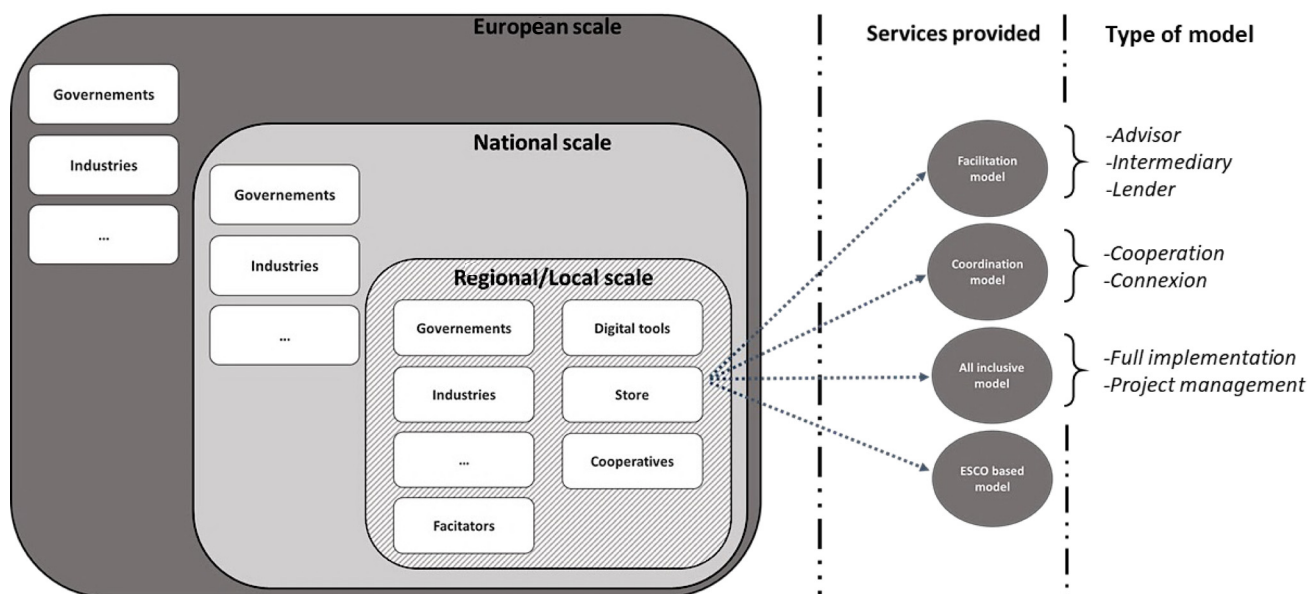 European scale
Governements
Industries
...
National scale
Governements
Industries
...
Regional/Local scale
Governements
Industries
...
Facitators
Digital tools
Store
Cooperatives
Services provided
Facilitation
model
Coordination
model
All inclusive
model
ESCO based
model
Type of model
-Advisor
-Intermediary
-Lender
-Cooperation
-Connexion
-Full implementation
-Project management